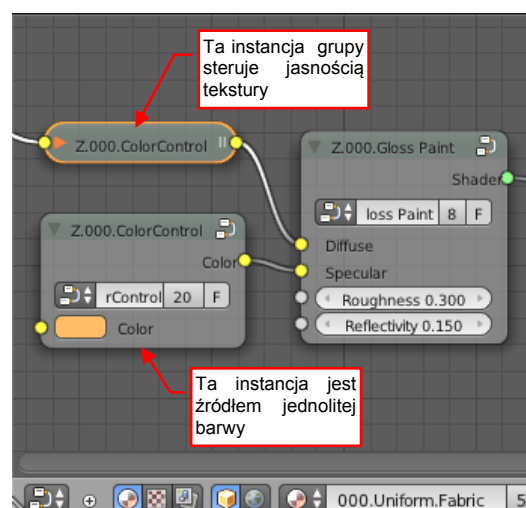 Ta instancja grupy
steruje jasnością
tekstury
Z.000.ColorControl
Z.000.Gloss Paint
Shader
loss Paint 8 F
Diffuse
Specular
Roughness 0.300
Reflectivity 0.150
Z.000.ColorControl
Color
rControl 20 F
Color
Ta instancja jest
źródłem jednolitej
barwy
000.Uniform.Fabric 5